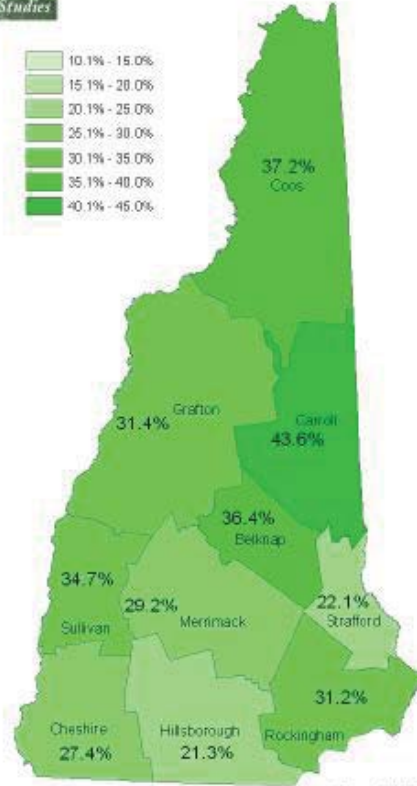 Studies
10.1% - 15.0%
15.1% - 20.0%
20.1% - 25.0%
25.1% - 30.0%
30.1% - 35.0%
35.1% - 40.0%
40.1% - 45.0%
37.2%
Coos
Grafton
31.4%
Carroll
43.6%
36.4%
Belknap
34.7%
Sullivan
29.2%
Merrimack
22.1%
Strafford
31.2%
Rockingham
Cheshire
27.4%
Hillsborough
21.3%